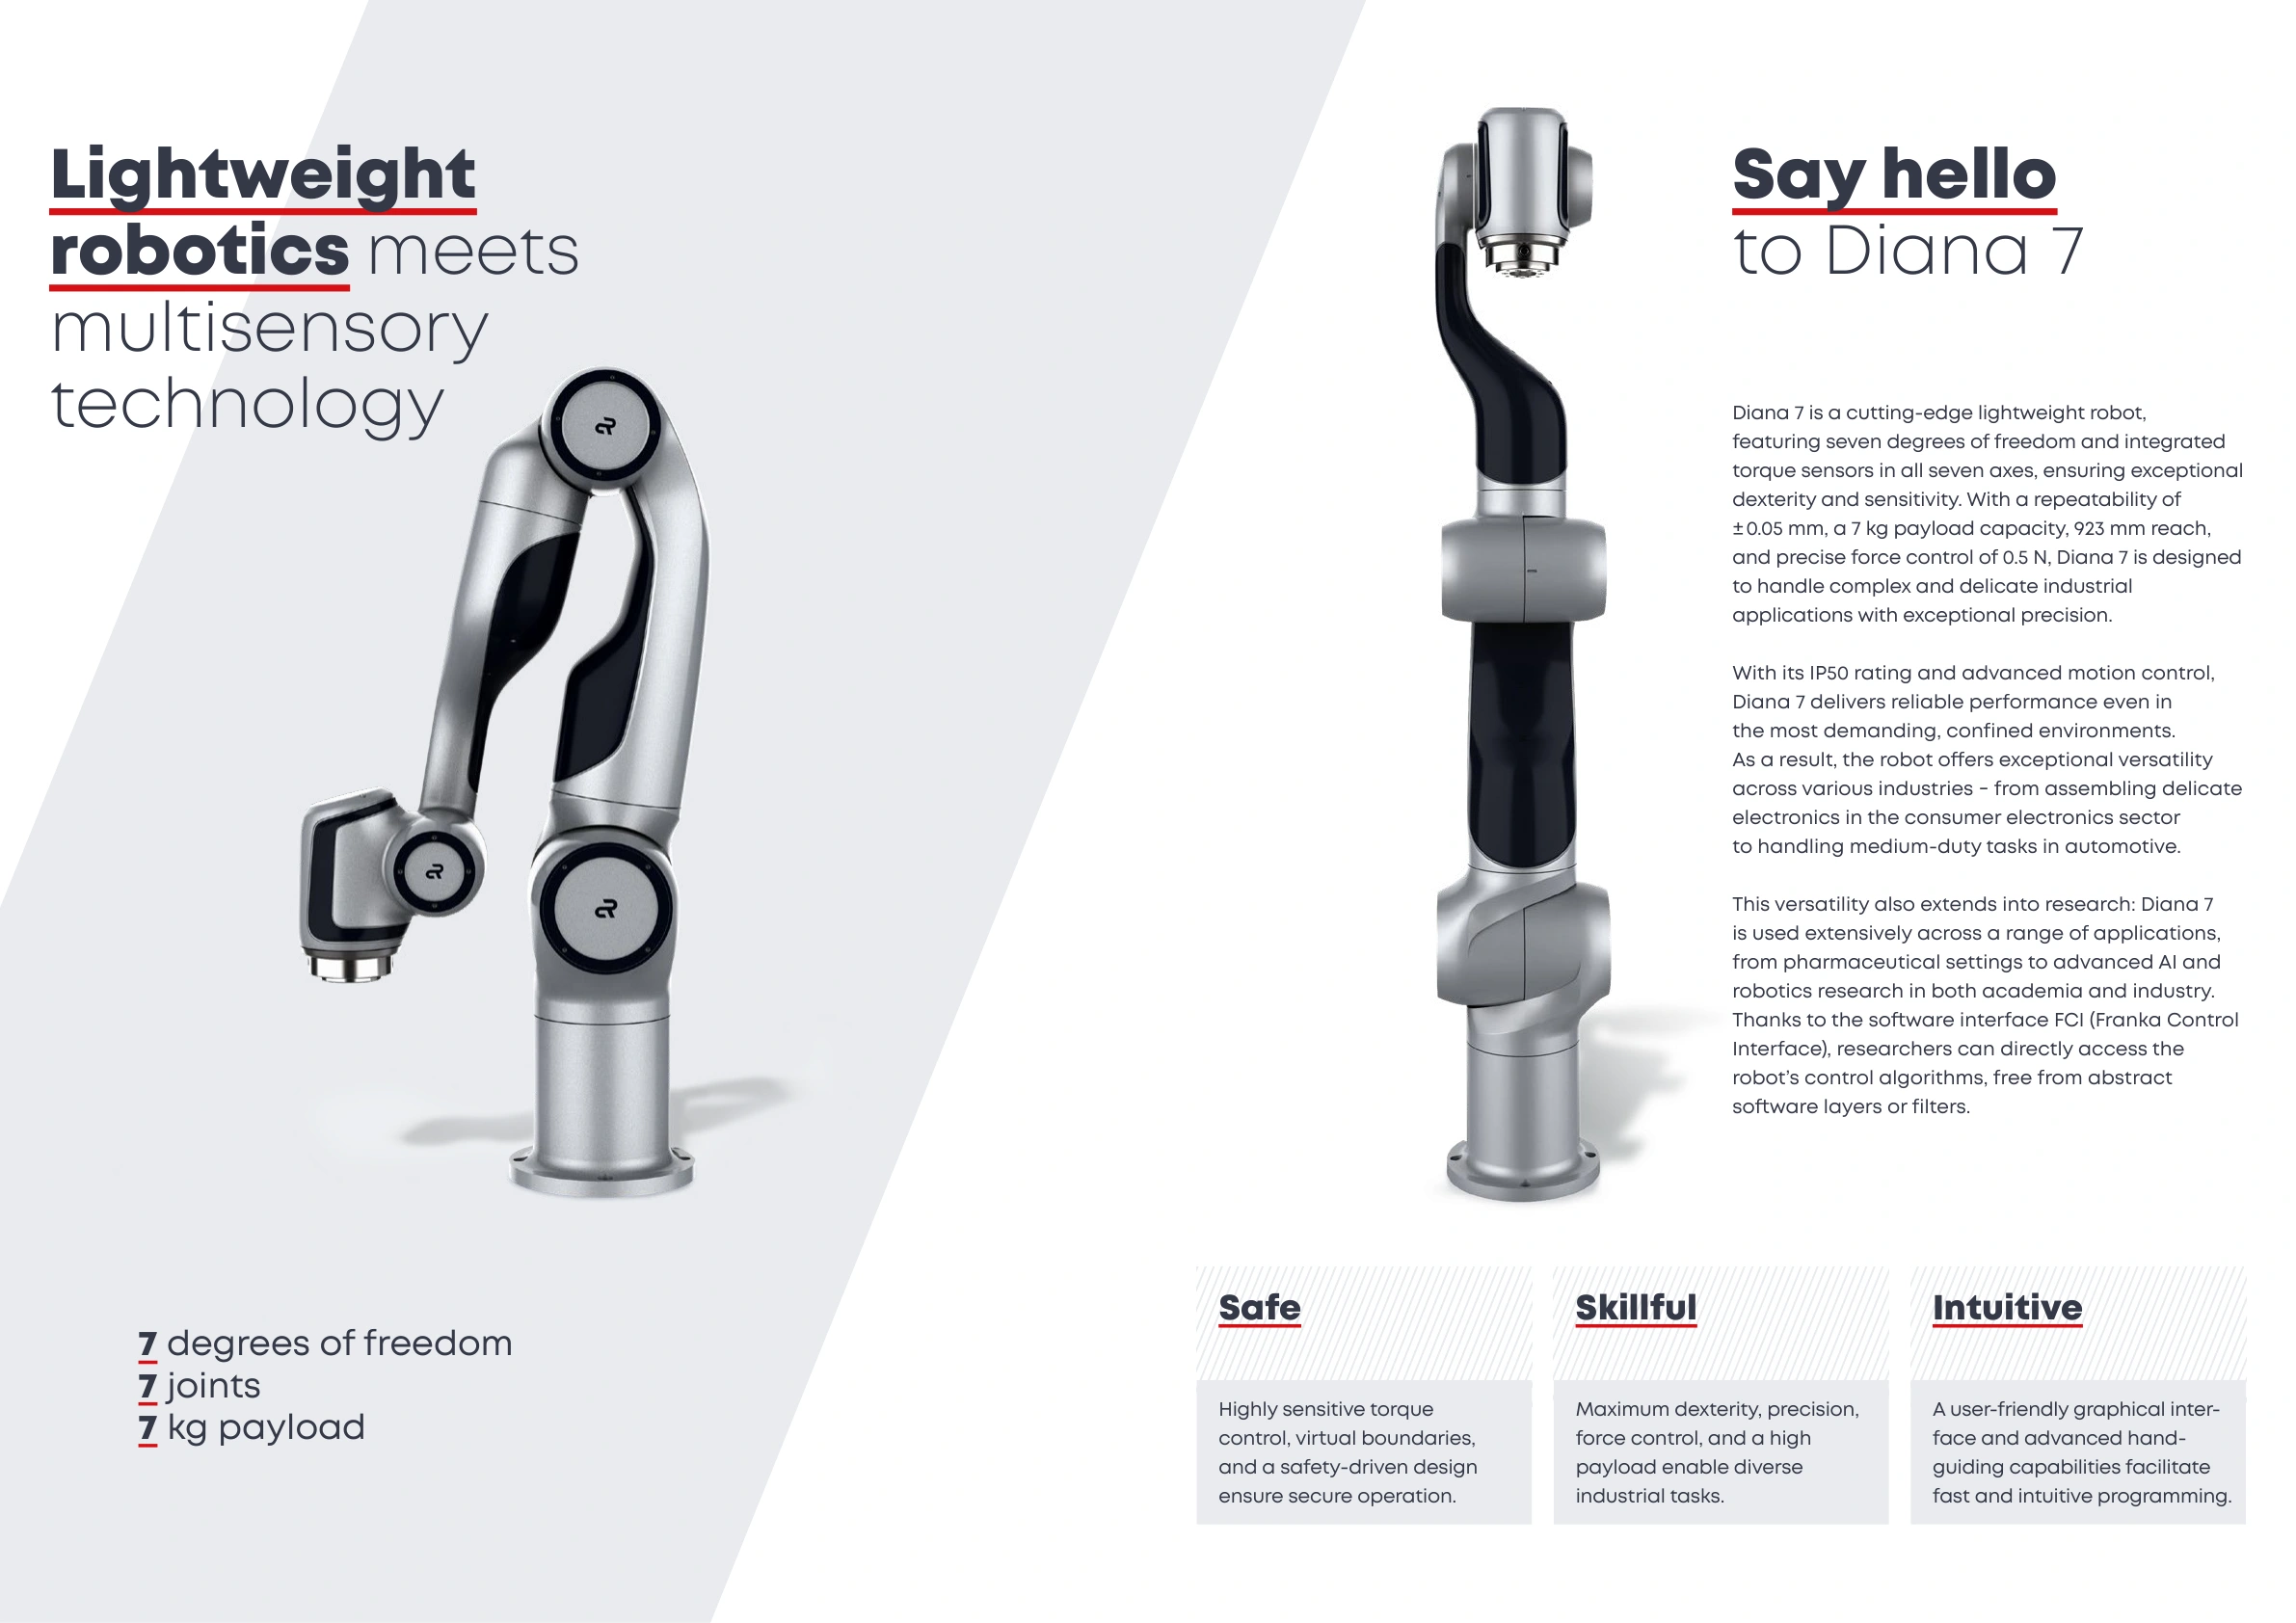 Lightweight
robotics meets
multisensory
technology
7 degrees of freedom
7 joints
7 kg payload
Say hello
to Diana 7
Diana 7 is a cutting-edge lightweight robot,
featuring seven degrees of freedom and integrated
torque sensors in all seven axes, ensuring exceptional
dexterity and sensitivity. With a repeatability of
±0.05 mm, a 7 kg payload capacity, 923 mm reach,
and precise force control of 0.5 N, Diana 7 is designed
to handle complex and delicate industrial
applications with exceptional precision.
With its IP50 rating and advanced motion control,
Diana 7 delivers reliable performance even in
the most demanding, confined environments.
As a result, the robot offers exceptional versatility
across various industries – from assembling delicate
electronics in the consumer electronics sector
to handling medium-duty tasks in automotive.
This versatility also extends into research: Diana 7
is used extensively across a range of applications,
from pharmaceutical settings to advanced AI and
robotics research in both academia and industry.
Thanks to the software interface FCI (Franka Control
Interface), researchers can directly access the
robot's control algorithms, free from abstract
software layers or filters.
Safe
Highly sensitive torque
control, virtual boundaries,
and a safety-driven design
ensure secure operation.
Skillful
Maximum dexterity, precision,
force control, and a high
payload enable diverse
industrial tasks.
Intuitive
A user-friendly graphical inter-
face and advanced hand-
guiding capabilities facilitate
fast and intuitive programming.